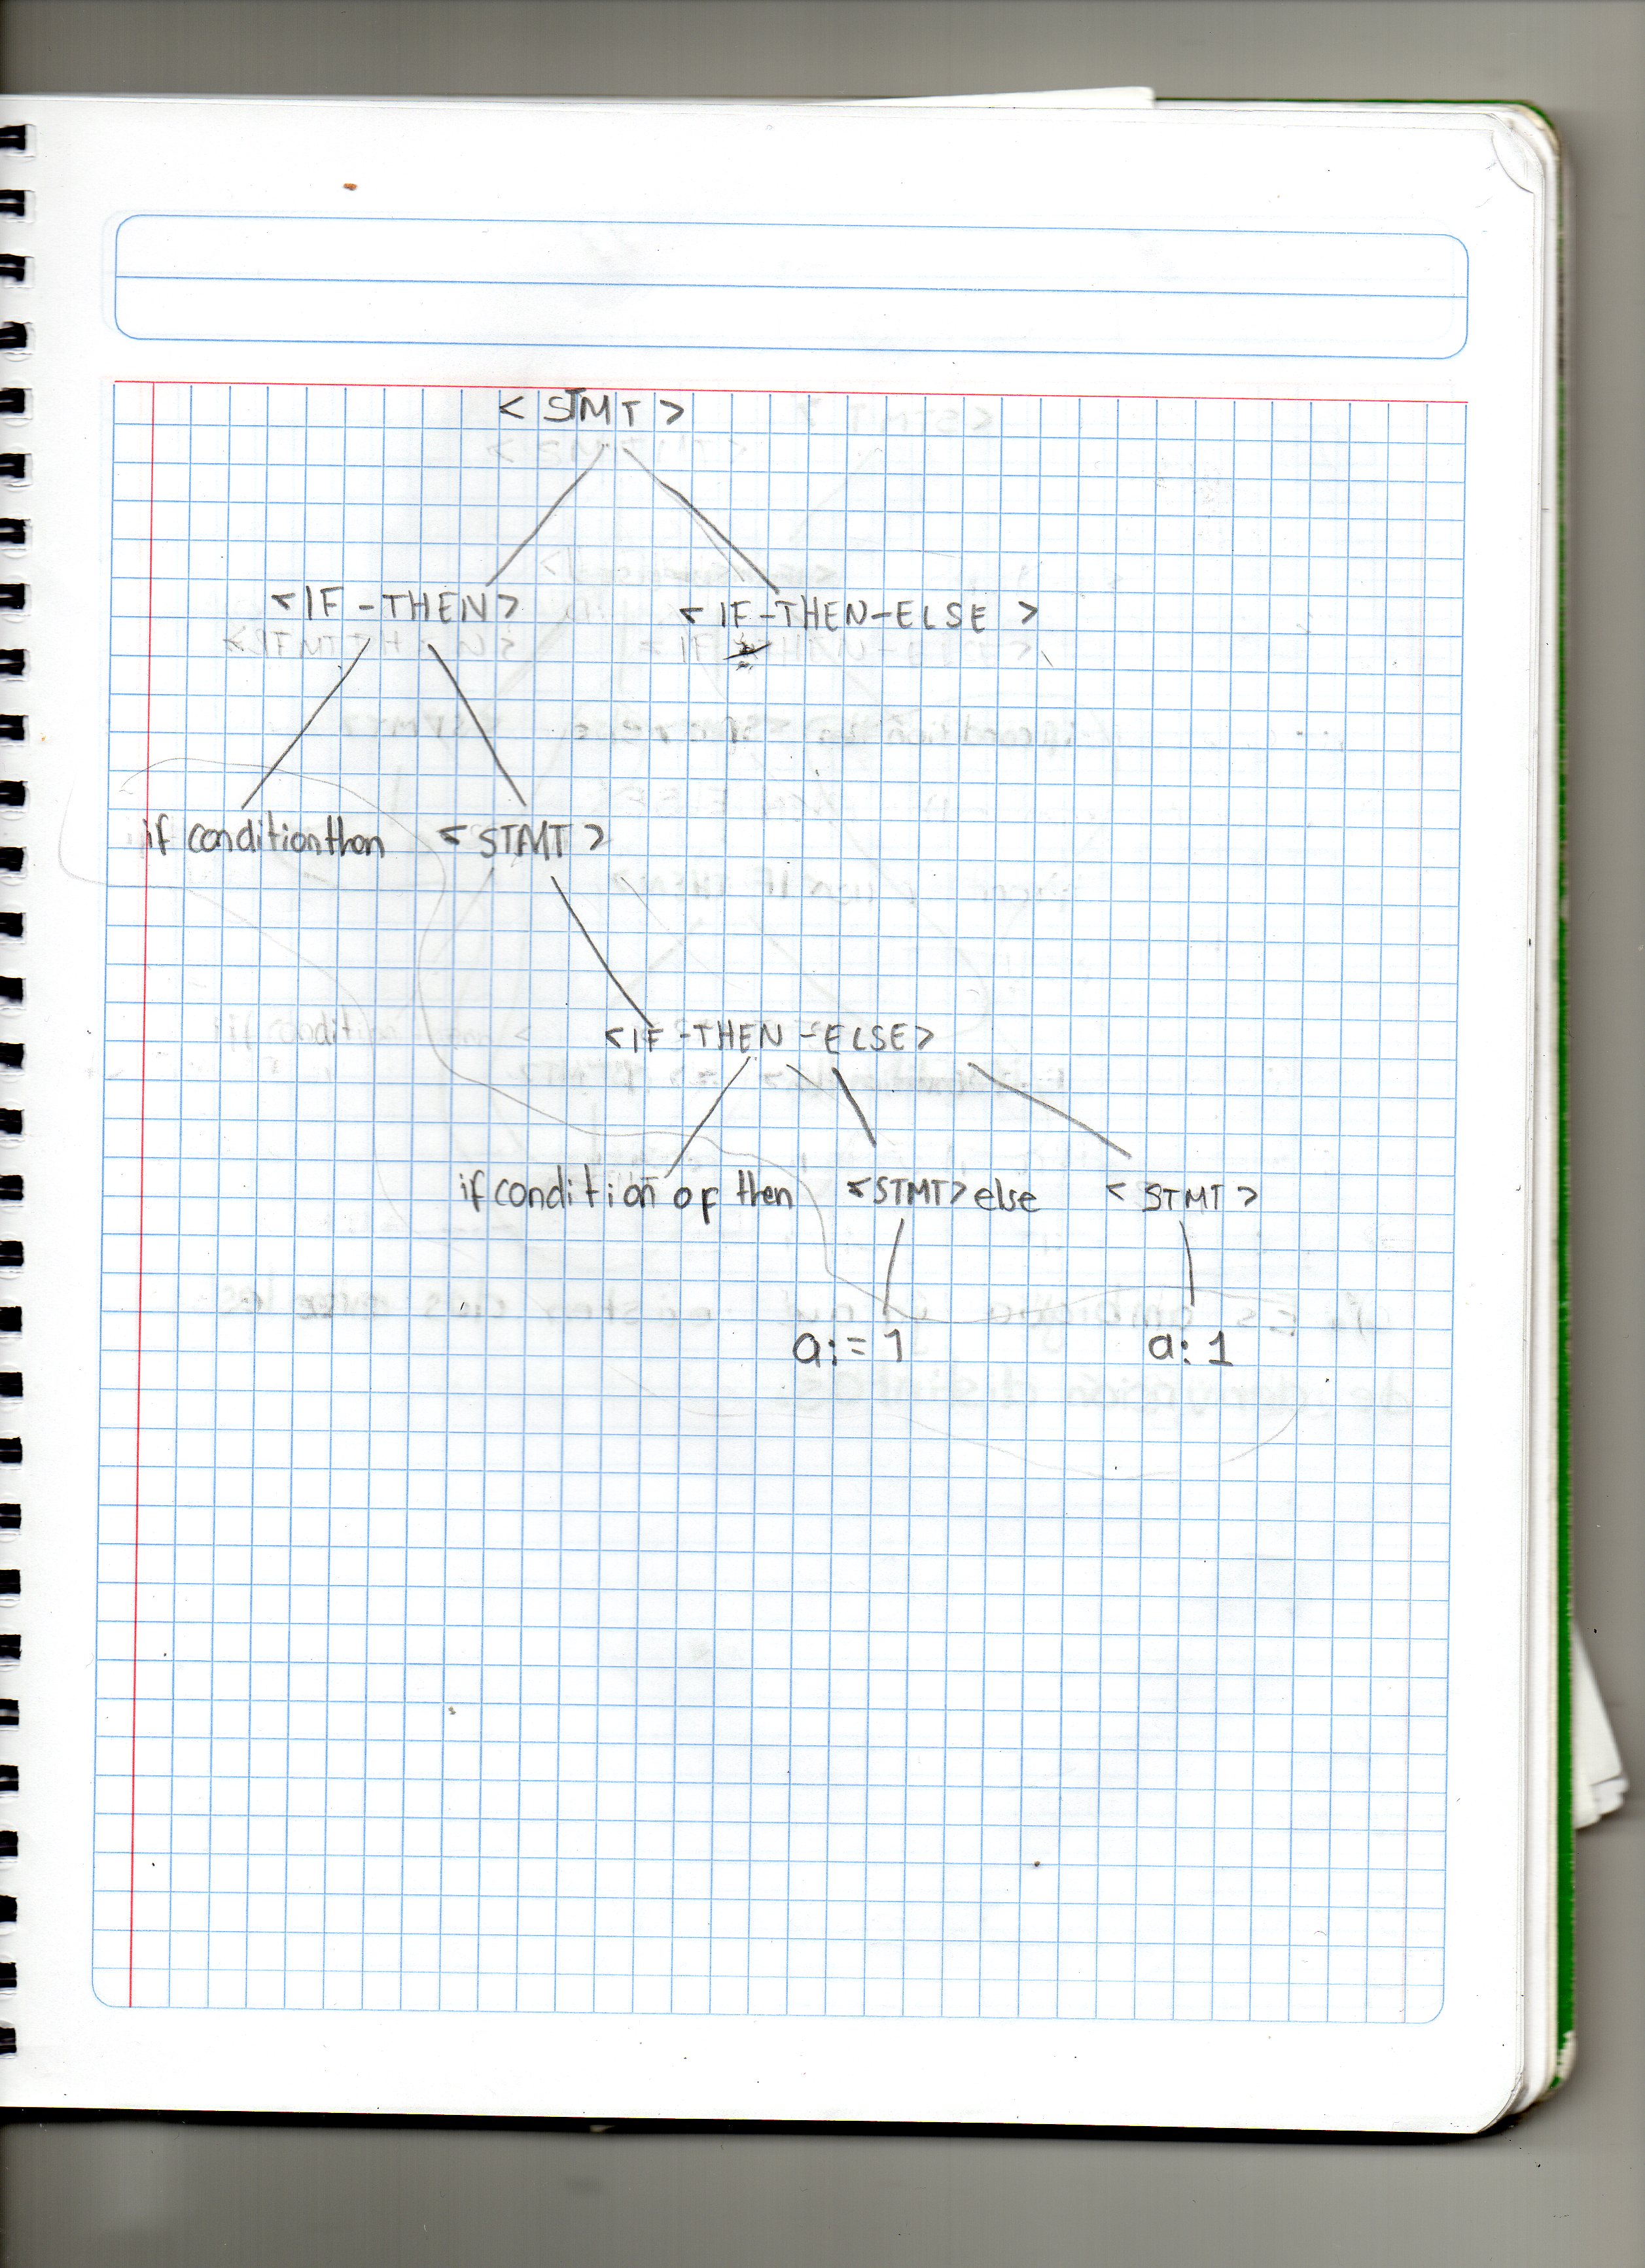 < STMT >
<IF-THEN> <IF-THEN-ELSE >
if condition then <STMT>
<IF-THEN-ELSE>
if condition of then <STMT> else <STMT>
a:=1 a:1